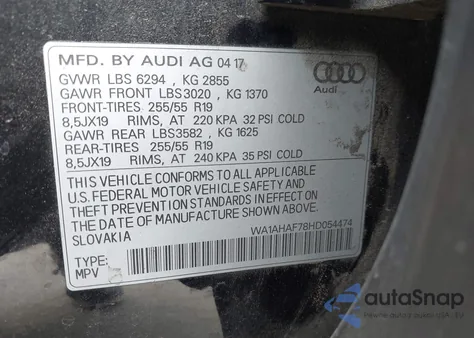 MFD. BY AUDI AG 04 17
GVWR LBS 6294 , KG 2855
GAWR FRONT LBS3020 , KG 1370
FRONT-TIRES 255/55 R19
8,5JX19 RIMS, AT 220 KPA 32 PSI COLD
GAWR REAR LBS3582 , KG 1625
REAR-TIRES 255/55 R19
8,5JX19 RIMS, AT 240 KPA 35 PSI COLD
Audi
THIS VEHICLE CONFORMS TO ALL APPLICABLE
U.S. FEDERAL MOTOR VEHICLE SAFETY AND
THEFT PREVENTION STANDARDS IN EFFECT ON
THE DATE OF MANUFACTURE SHOWN ABOVE.
SLOVAKIA
WA1AHAF78HD054474
TYPE:
MPV
autoSnap